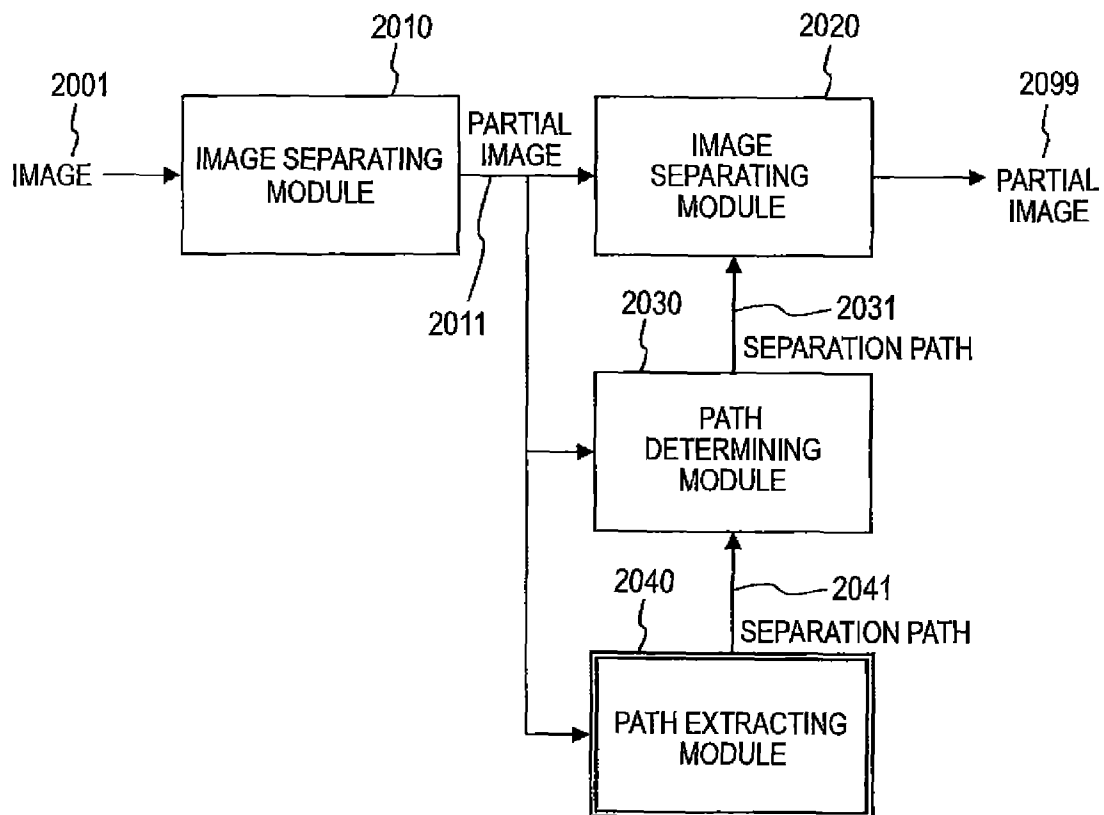 2010
2020
2001
2099
IMAGE
IMAGE SEPARATING
MODULE
PARTIAL
IMAGE
IMAGE
SEPARATING
MODULE
PARTIAL
IMAGE
2011
2030
2031
SEPARATION PATH
PATH
DETERMINING
MODULE
2040
2041
SEPARATION PATH
PATH EXTRACTING
MODULE